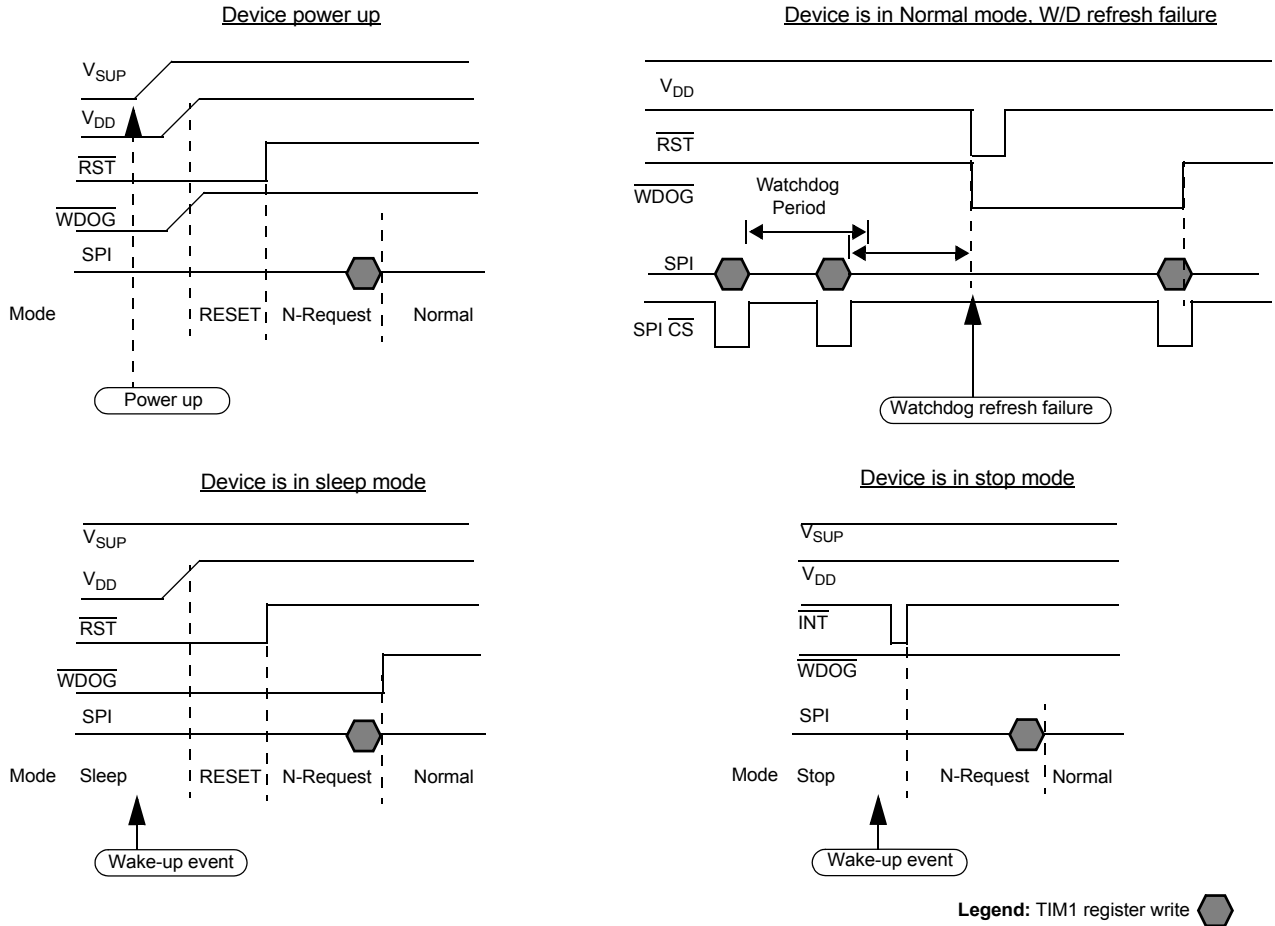 Device power up
VSUP
VDD
RST
WDOG
SPI
Mode
RESET
N-Request
Normal
Power up
Device is in Normal mode, W/D refresh failure
VDD
RST
WDOG
Watchdog
Period
SPI
SPI CS
Watchdog refresh failure
Device is in sleep mode
VSUP
VDD
RST
WDOG
SPI
Mode
Sleep
RESET
N-Request
Normal
Wake-up event
Device is in stop mode
VSUP
VDD
INT
WDOG
SPI
Mode
Stop
N-Request
Normal
Wake-up event
Legend: TIM1 register write